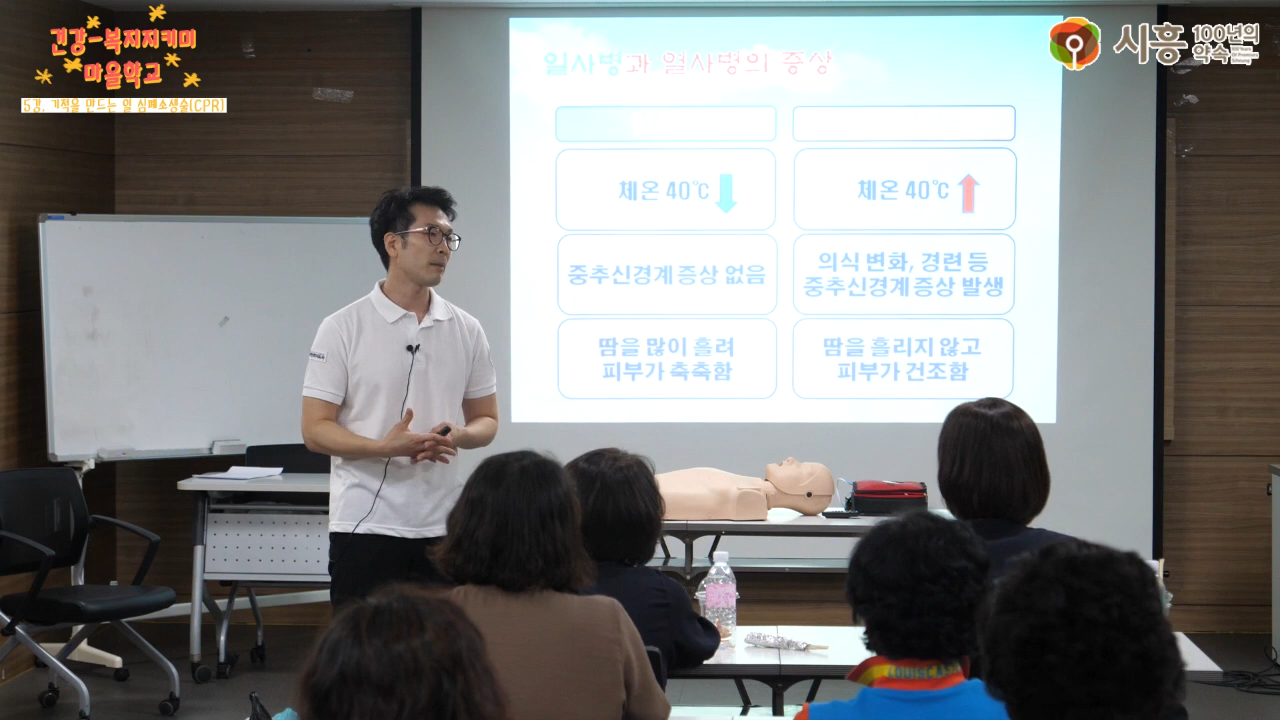 건강-복지지키미
마을학교
5강. 기적을 만드는 일 심폐소생술(CPR)
시흥 100년의
약속
일사병과 열사병의 증상
체온 40℃
체온 40℃
중추신경계 증상 없음
의식 변화, 경련 등
중추신경계 증상 발생
땀을 많이 흘려
피부가 축축함
땀을 흘리지 않고
피부가 건조함